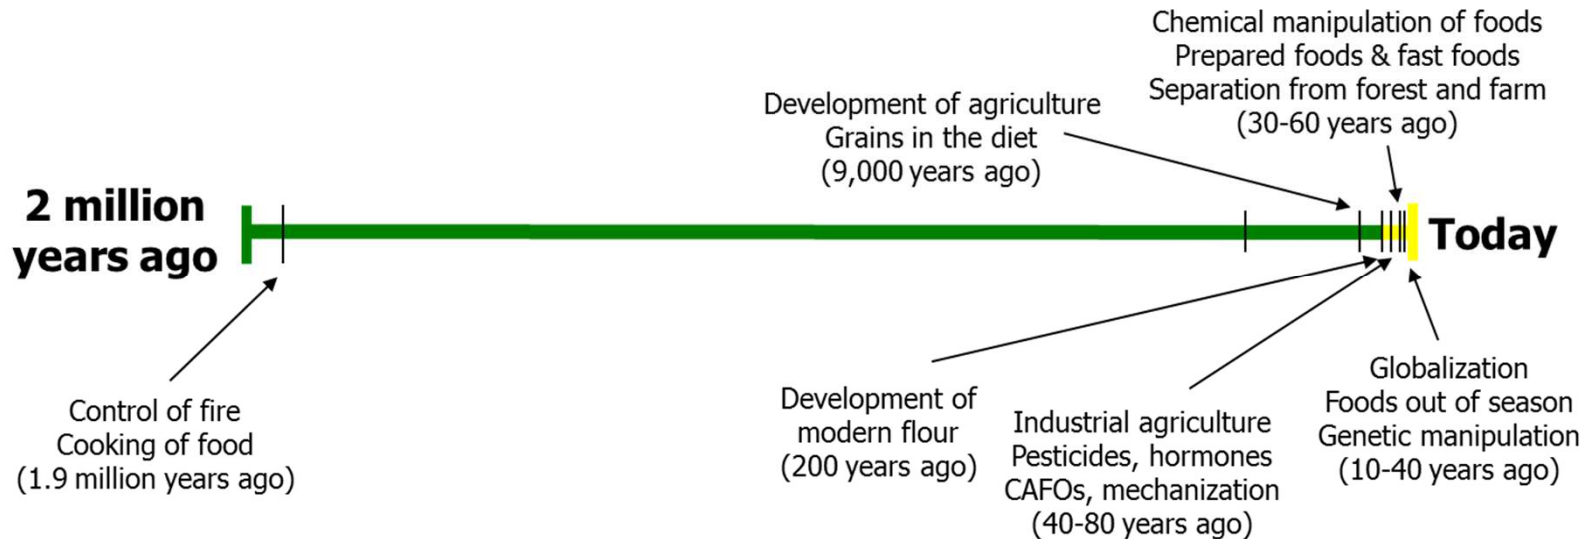 Chemical manipulation of foods
Prepared foods & fast foods
Separation from forest and farm
(30-60 years ago)
Development of agriculture
Grains in the diet
(9,000 years ago)
2 million
years ago
Today
Control of fire
Cooking of food
(1.9 million years ago)
Development of
modern flour
(200 years ago)
Industrial agriculture
Pesticides, hormones
CAFOs, mechanization
(40-80 years ago)
Globalization
Foods out of season
Genetic manipulation
(10-40 years ago)